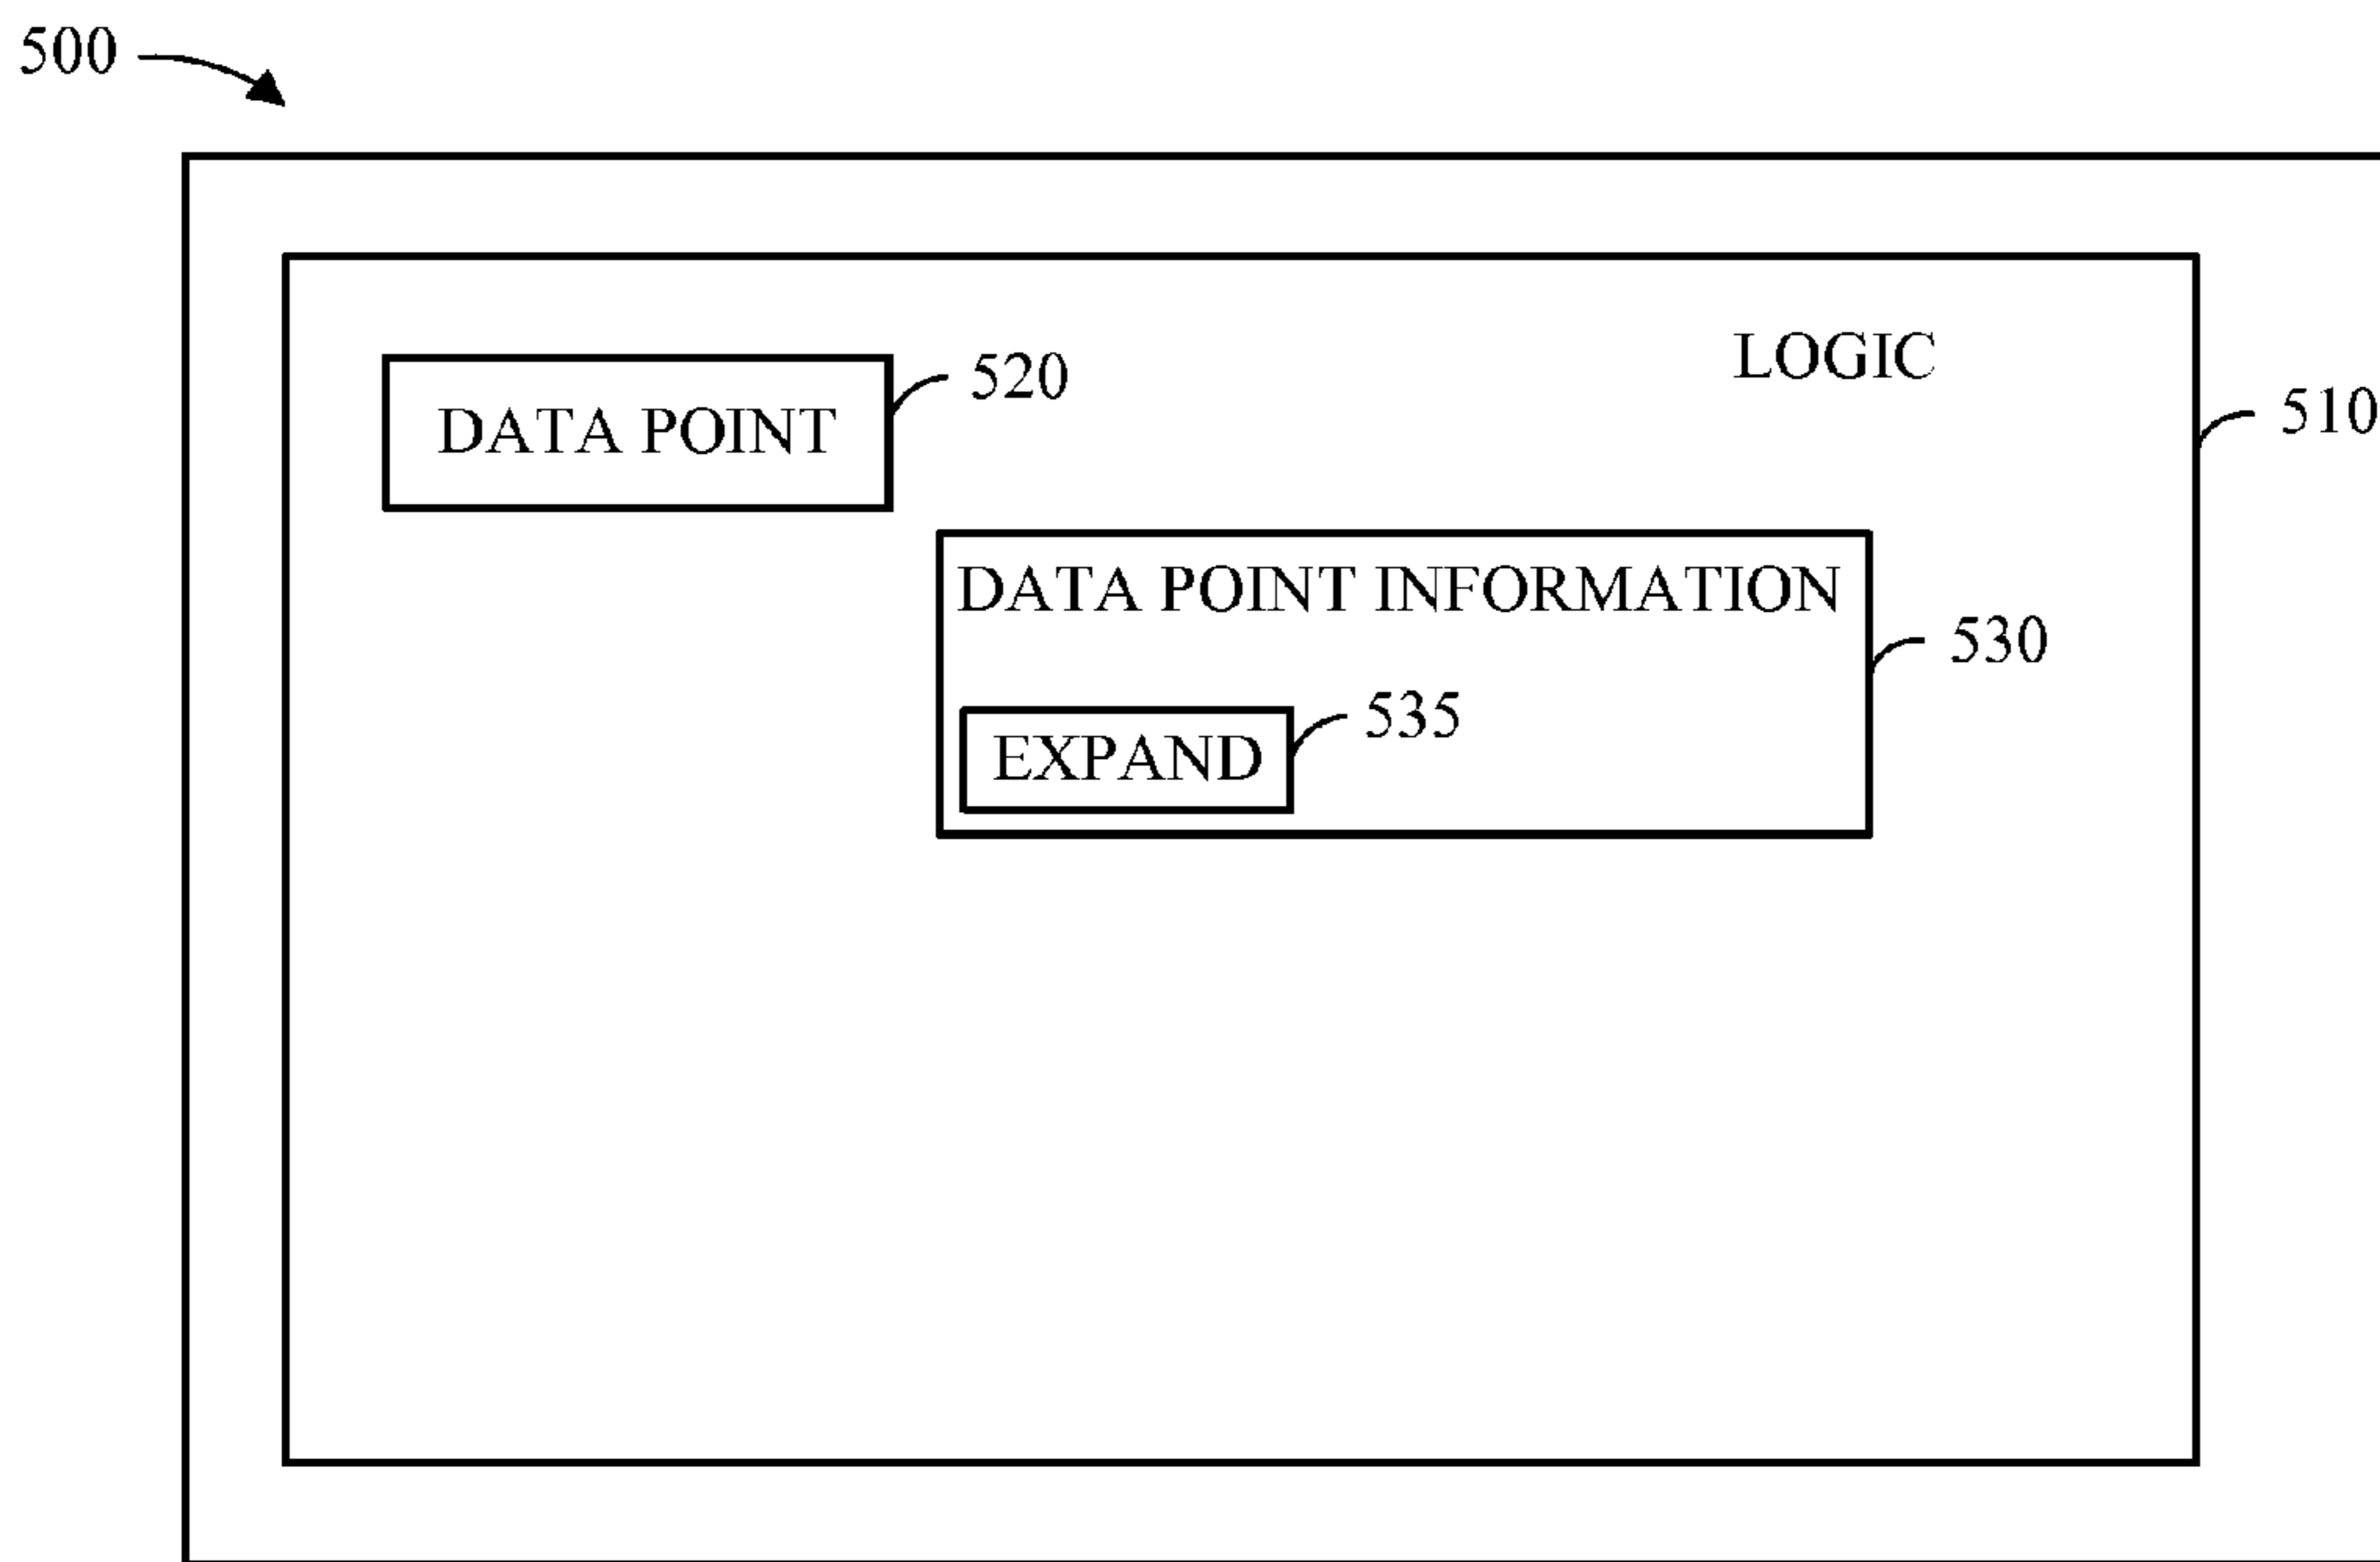 500
LOGIC
520
510
DATA POINT
DATA POINT INFORMATION
530
535
EXPAND